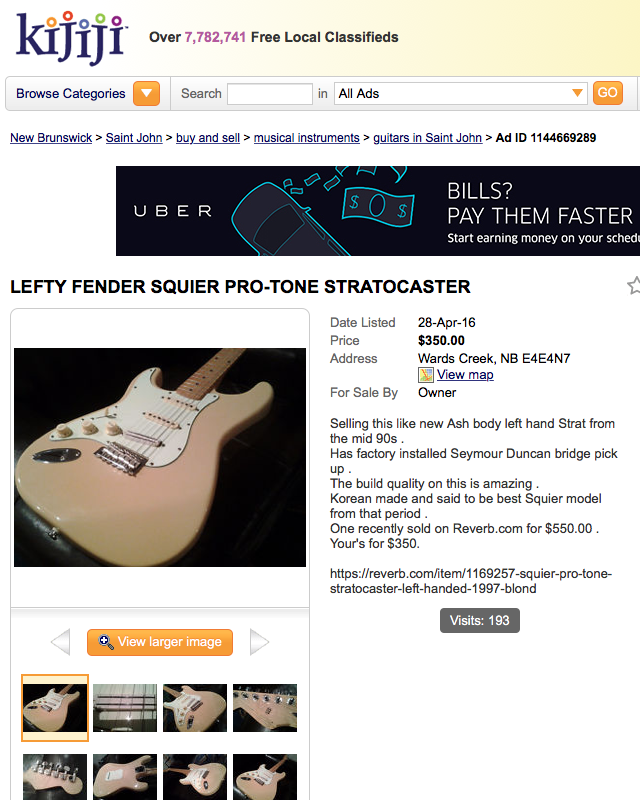 kijiji™
Over 7,782,741 Free Local Classifieds
Browse Categories
Search in All Ads GO
New Brunswick > Saint John > buy and sell > musical instruments > guitars in Saint John > Ad ID 1144669289
UBER
$ $
BILLS?
PAY THEM FASTER
Start earning money on your schedu
LEFTY FENDER SQUIER PRO-TONE STRATOCASTER
Date Listed 28-Apr-16
Price $350.00
Address Wards Creek, NB E4E4N7
View map
For Sale By Owner
Selling this like new Ash body left hand Strat from
the mid 90s .
Has factory installed Seymour Duncan bridge pick
up .
The build quality on this is amazing .
Korean made and said to be best Squier model
from that period .
One recently sold on Reverb.com for $550.00 .
Your's for $350.
https://reverb.com/item/1169257-squier-pro-tone-
stratocaster-left-handed-1997-blond
Visits: 193
View larger image